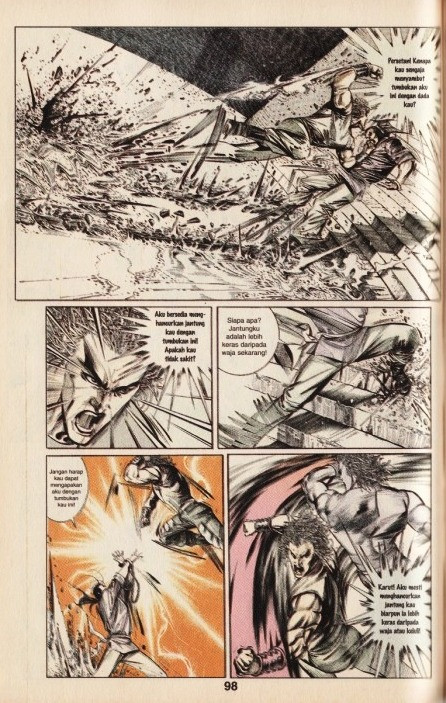 Persetan! Kenapa
kau sengaja
menyambut
tumbukan aku
ini dengan dada
kau?
Aku bersedia meng-
hancurkan jantung
kau dengan
tumbukan ini!
Apakah kau
tidak sakit?
Siapa apa?
Jantungku
adalah lebih
keras daripada
waja sekarang!
Jangan harap
kau dapat
mengapakan
aku dengan
tumbukan
kau ini!
Karut! Aku mesti
menghancurkan
jantung kau
biarpun ia lebih
keras daripada
waja atau keluli!
98